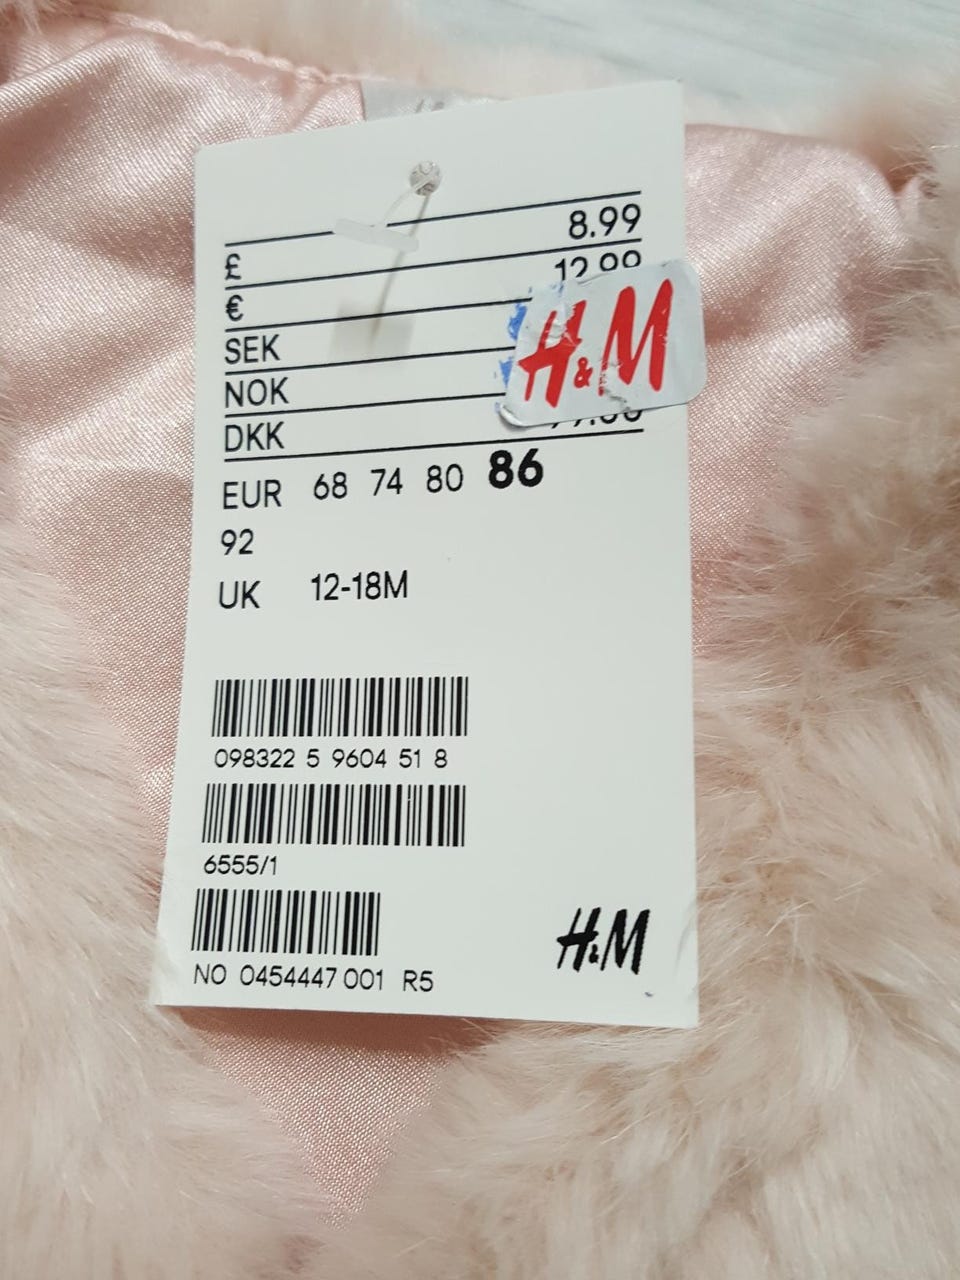 £ 8.99
€ 12.99
SEK
NOK
DKK
EUR 68 74 80 86
92
UK 12-18M
H&M
098322 5 9604 51 8
6555/1
NO 0454447 001 R5
H&M